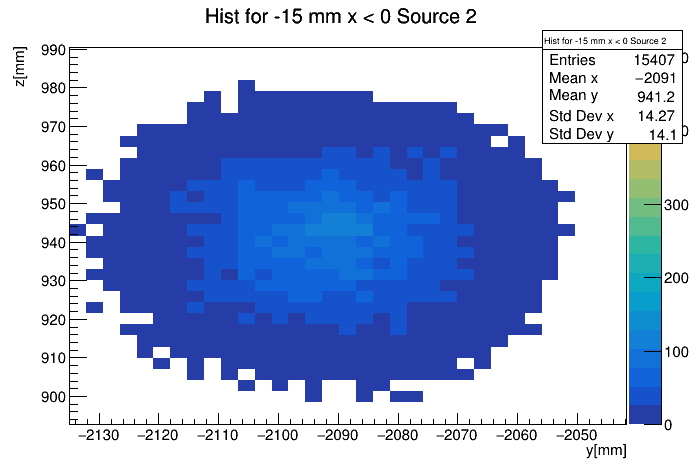 Hist for -15 mm x < 0 Source 2
z[mm]
990
980
970
960
950
940
930
920
910
900
−2130 −2120 −2110 −2100 −2090 −2080 −2070 −2060 −2050
y[mm]
Hist for -15 mm x < 0 Source 2
Entries 15407
Mean x −2091
Mean y 941.2
Std Dev x 14.27
Std Dev y 14.1
300
200
100
0